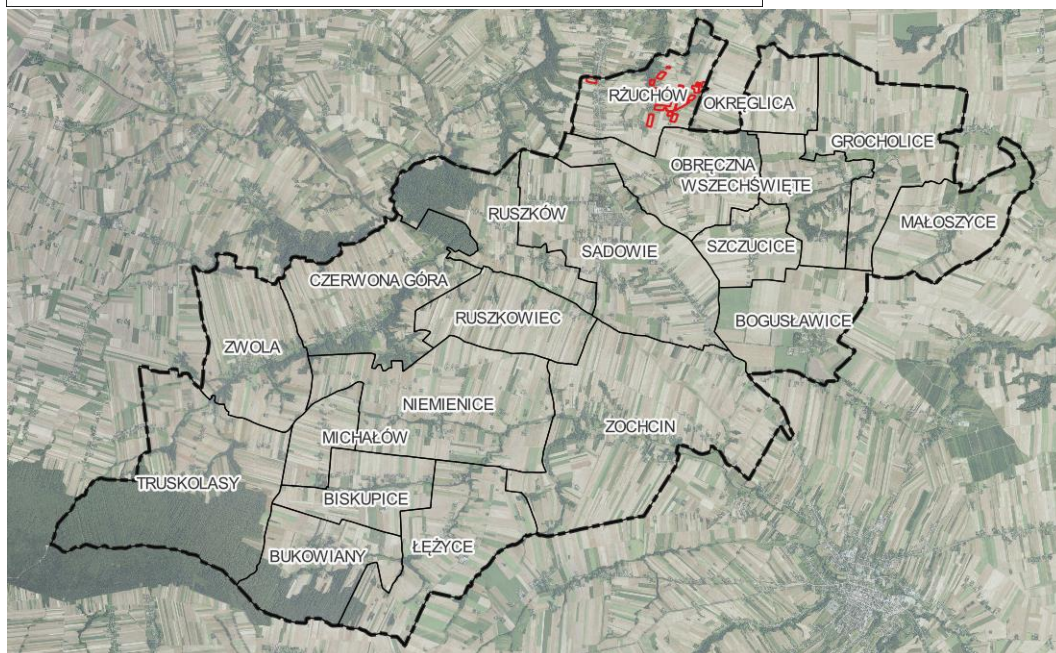 RŻUCHÓW
OKRĘGLICA
GROCHOLICE
OBRĘCZNA
WSZECHŚWIĘTE
RUSZKÓW
MAŁOSZYCE
SADOWIE
SZCZUCICE
CZERWONA GÓRA
RUSZKOWIEC
BOGUSŁAWICE
ZWOLA
NIEMIENICE
ZOCHCIN
MICHAŁÓW
TRUSKOLASY
BISKUPICE
ŁĘŻYCE
BUKOWIANY